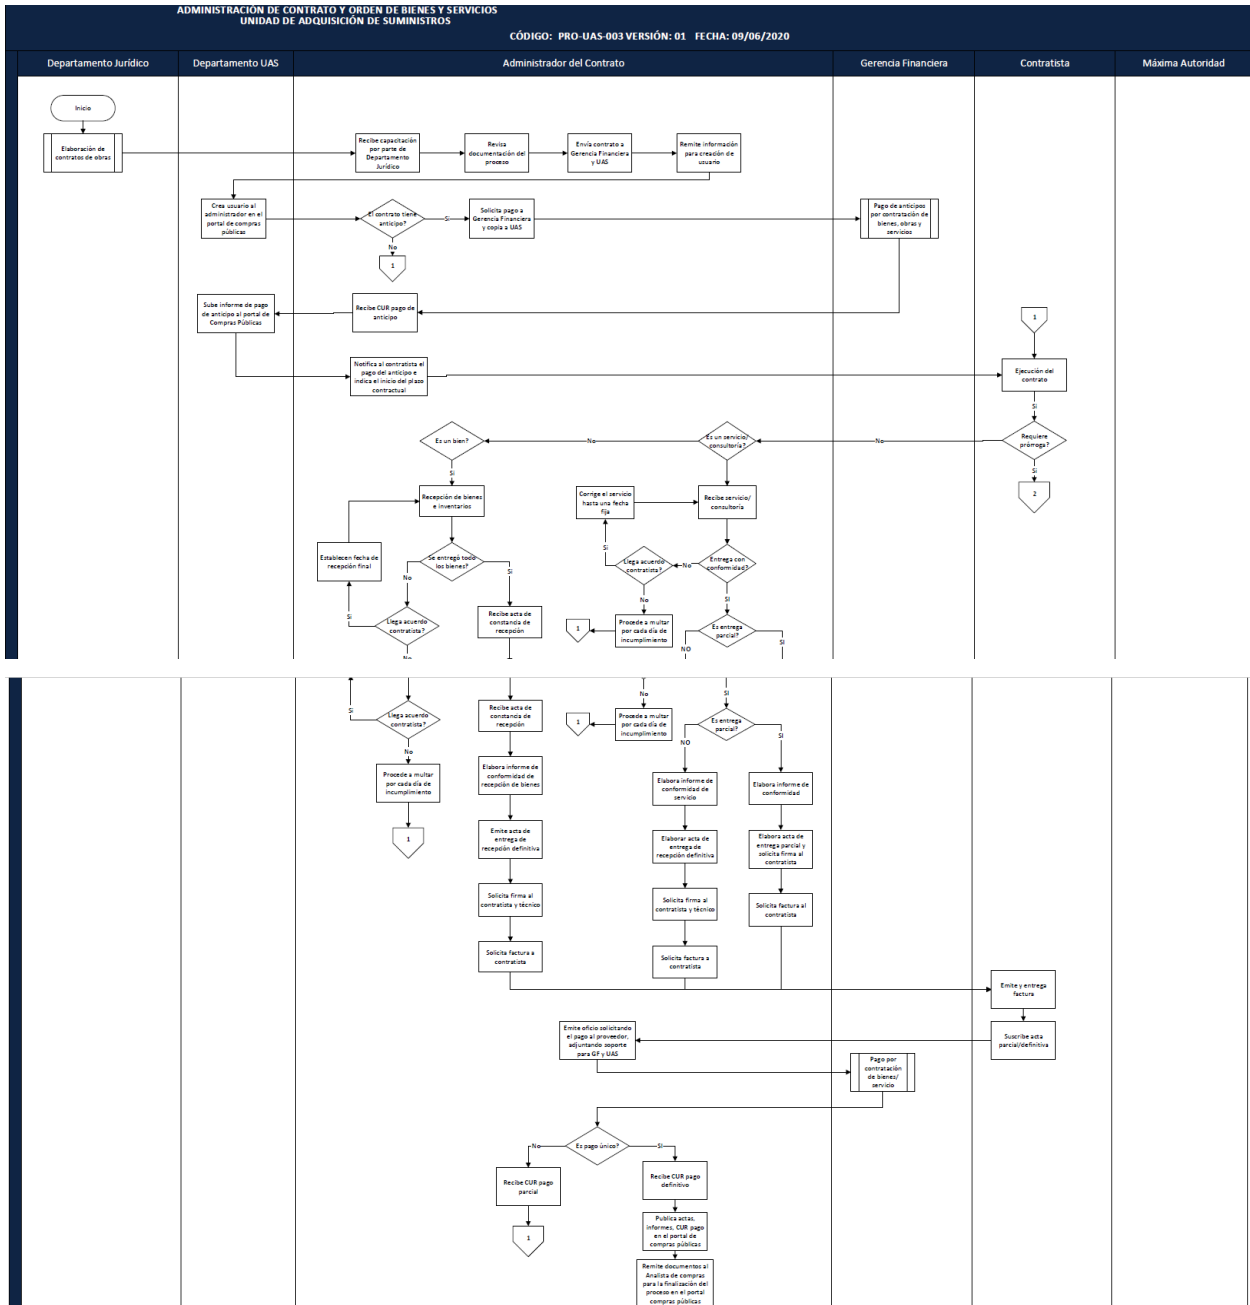 ADMINISTRACIÓN DE CONTRATO Y ORDEN DE BIENES Y SERVICIOS
UNIDAD DE ADQUISICIÓN DE SUMINISTROS
CÓDIGO: PRO-UAS-003 VERSIÓN: 01 FECHA: 09/06/2020
Departamento Jurídico
Departamento UAS
Administrador del Contrato
Gerencia Financiera
Contratista
Máxima Autoridad
Inicio
Elaboración de
contratos de obras
Recibe capacitación
por parte de
Departamento
Jurídico
Revisa
documentación del
proceso
Envía contrato a
Gerencia Financiera
y UAS
Remite información
para creación de
usuario
Crea usuario al
administrador en el
portal de compras
públicas
El contrato tiene
anticipo?
Si
Solicita pago a
Gerencia Financiera
y copia a UAS
Pago de anticipos
por contratación de
bienes, obras y
servicios
No
1
Sube informe de pago
de anticipo al portal de
Compras Públicas
Recibe CUR pago de
anticipo
1
Notifica al contratista el
pago del anticipo e
indica el inicio del plazo
contractual
Ejecución del
contrato
Si
Es un bien?
No
Es un servicio/
consultoría?
No
Requiere
prórroga?
Si
Si
2
Recepción de bienes
e inventarios
Corrige el servicio
hasta una fecha
fija
Recibe servicio/
consultoría
Establecen fecha de
recepción final
Se entregó todo
los bienes?
No
Si
Si
Llega acuerdo
contratista?
No
Entrega con
conformidad?
Si
Llega acuerdo
contratista?
No
Recibe acta de
constancia de
recepción
No
Procede a multar
por cada día de
incumplimiento
1
SI
Es entrega
parcial?
NO
SI
Si
Llega acuerdo
contratista?
No
Recibe acta de
constancia de
recepción
No
1
Procede a multar
por cada día de
incumplimiento
SI
Es entrega
parcial?
NO
SI
Procede a multar
por cada día de
incumplimiento
1
Elabora informe de
conformidad de
recepción de bienes
Elabora informe de
conformidad de
servicio
Elabora informe de
conformidad
Emite acta de
entrega de
recepción definitiva
Elaborar acta de
entrega de
recepción definitiva
Elabora acta de
entrega parcial y
solicita firma al
contratista
Solicita firma al
contratista y técnico
Solicita firma al
contratista y técnico
Solicita factura al
contratista
Solicita factura a
contratista
Solicita factura a
contratista
Emite y entrega
factura
Emite oficio solicitando
el pago al proveedor,
adjuntando soporte
para GF y UAS
Suscribe acta
parcial/definitiva
Pago por
contratación
de bienes/
servicio
No
Es pago único?
SI
Recibe CUR pago
parcial
Recibe CUR pago
definitivo
1
Publica actas,
informes, CUR pago
en el portal de
compras públicas
Remite documentos al
Analista de compras
para la finalización del
proceso en el portal
compras públicas